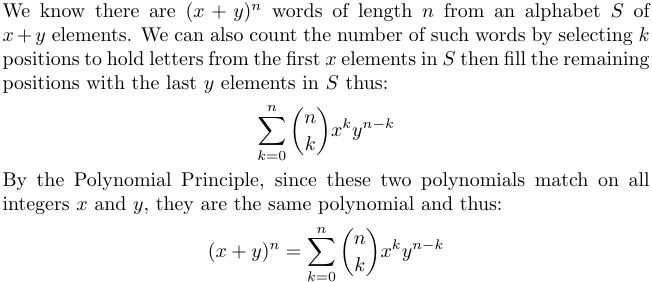 We know there are (x + y)ⁿ words of length n from an alphabet S of
x + y elements. We can also count the number of such words by selecting k
positions to hold letters from the first x elements in S then fill the remaining
positions with the last y elements in S thus:
\sum_{k=0}^{n} \binom{n}{k} x^k y^{n-k}
By the Polynomial Principle, since these two polynomials match on all
integers x and y, they are the same polynomial and thus:
(x + y)^n = \sum_{k=0}^{n} \binom{n}{k} x^k y^{n-k}